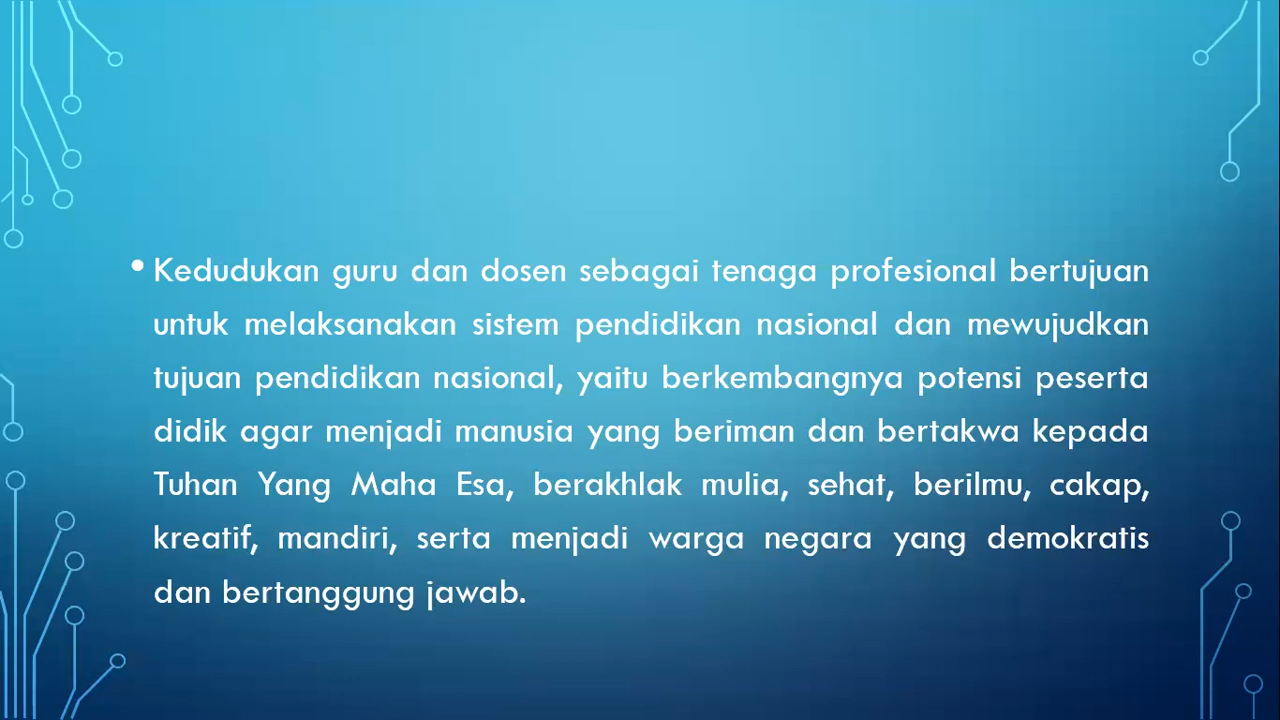 • Kedudukan guru dan dosen sebagai tenaga profesional bertujuan
untuk melaksanakan sistem pendidikan nasional dan mewujudkan
tujuan pendidikan nasional, yaitu berkembangnya potensi peserta
didik agar menjadi manusia yang beriman dan bertakwa kepada
Tuhan Yang Maha Esa, berakhlak mulia, sehat, berilmu, cakap,
kreatif, mandiri, serta menjadi warga negara yang demokratis
dan bertanggung jawab.